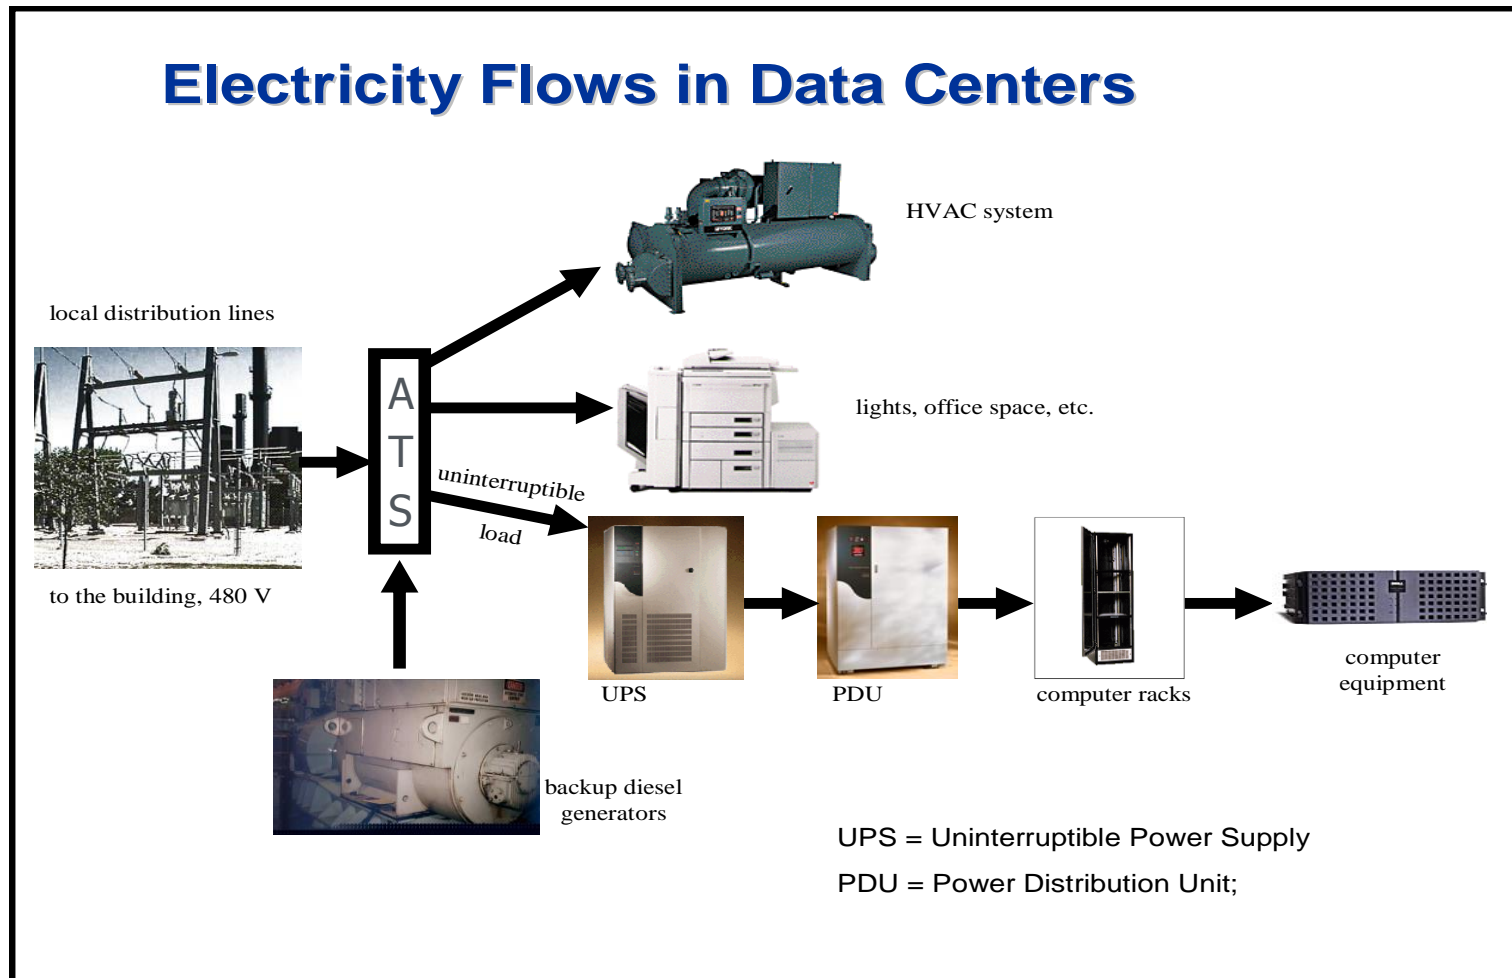 Electricity Flows in Data Centers
HVAC system
local distribution lines
A
T
S
lights, office space, etc.
uninterruptible
load
to the building, 480 V
UPS
PDU
computer racks
computer
equipment
backup diesel
generators
UPS = Uninterruptible Power Supply
PDU = Power Distribution Unit;